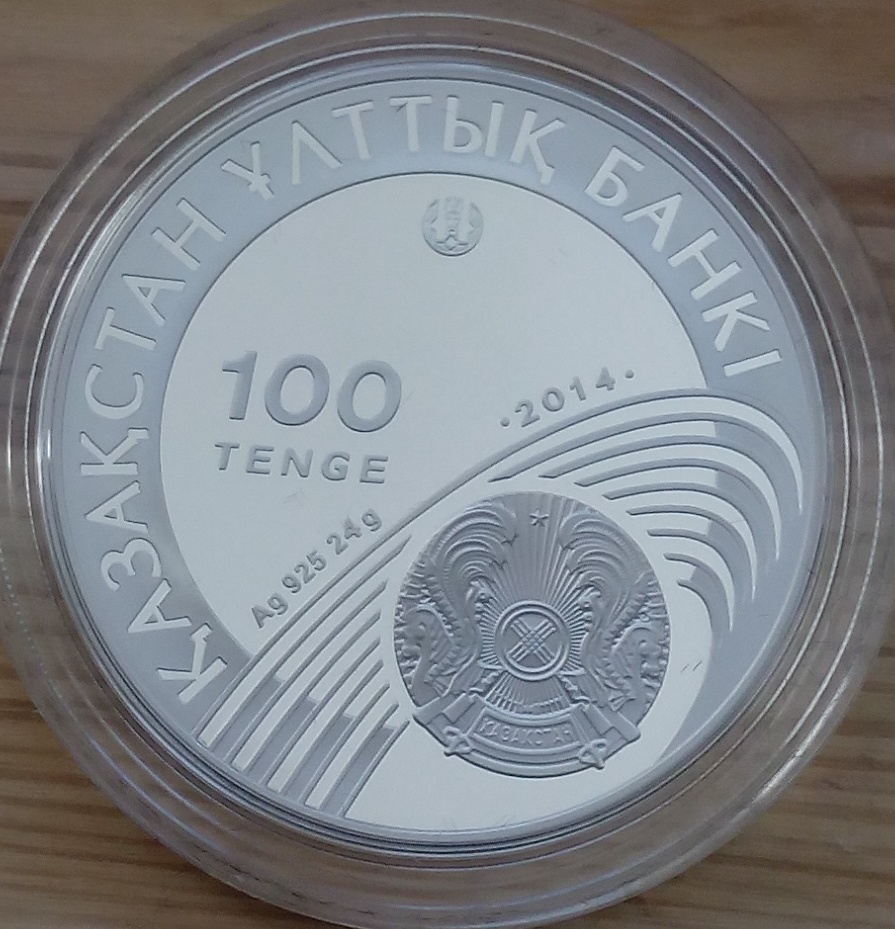 ҚАЗАҚСТАН ҰЛТТЫҚ БАНКІ
100
TENGE
·2014·
Ag 925 24g
ҚАЗАҚСТАН